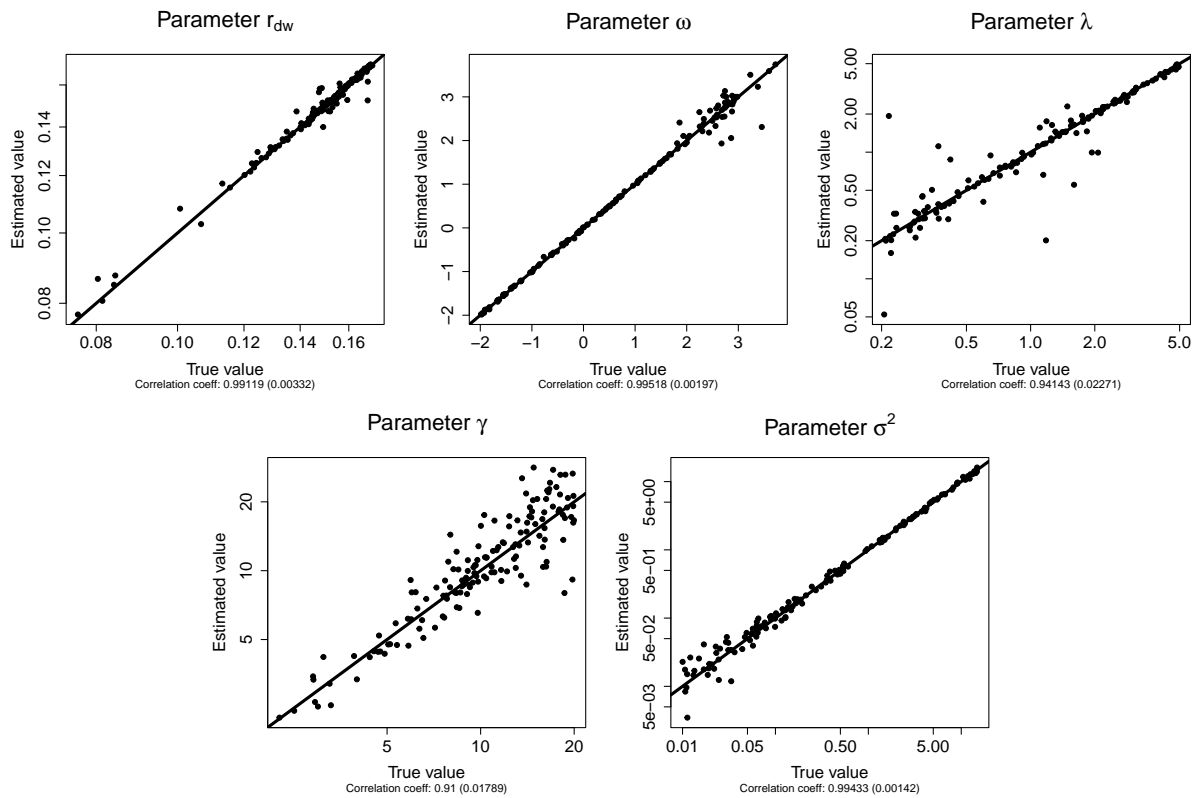 Parameter r_dw
Estimated value
0.08 0.10 0.12 0.14
0.08 0.10 0.12 0.14 0.16
True value
Correlation coeff: 0.99119 (0.00332)
Parameter ω
Estimated value
−2 −1 0 1 2 3
−2 −1 0 1 2 3
True value
Correlation coeff: 0.99518 (0.00197)
Parameter λ
Estimated value
0.05 0.20 0.50 2.00 5.00
0.2 0.5 1.0 2.0 5.0
True value
Correlation coeff: 0.94143 (0.02271)
Parameter γ
Estimated value
5 10 20
5 10 20
True value
Correlation coeff: 0.91 (0.01789)
Parameter σ²
Estimated value
5e−03 5e−02 5e−01 5e+00
0.01 0.05 0.50 5.00
True value
Correlation coeff: 0.99433 (0.00142)